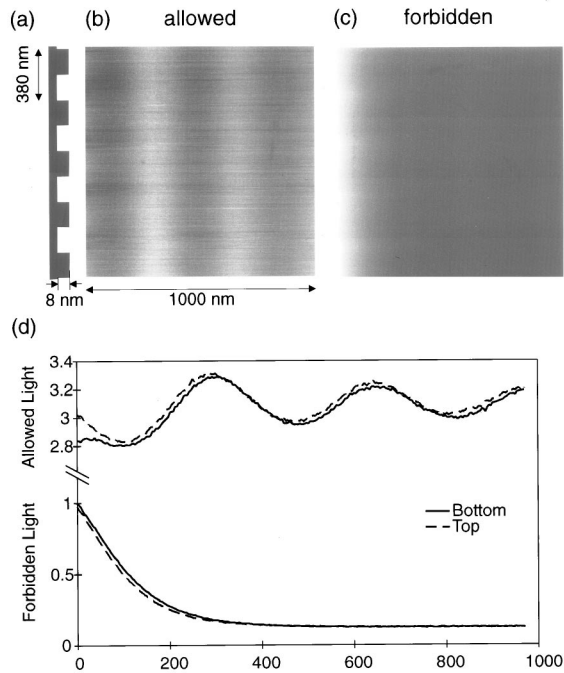 (a) (b) allowed (c) forbidden
380 nm
8 nm
1000 nm
(d)
Allowed Light
3.4
3.2
3
2.8
Forbidden Light
1
0.5
0
Bottom
Top
0 200 400 600 800 1000